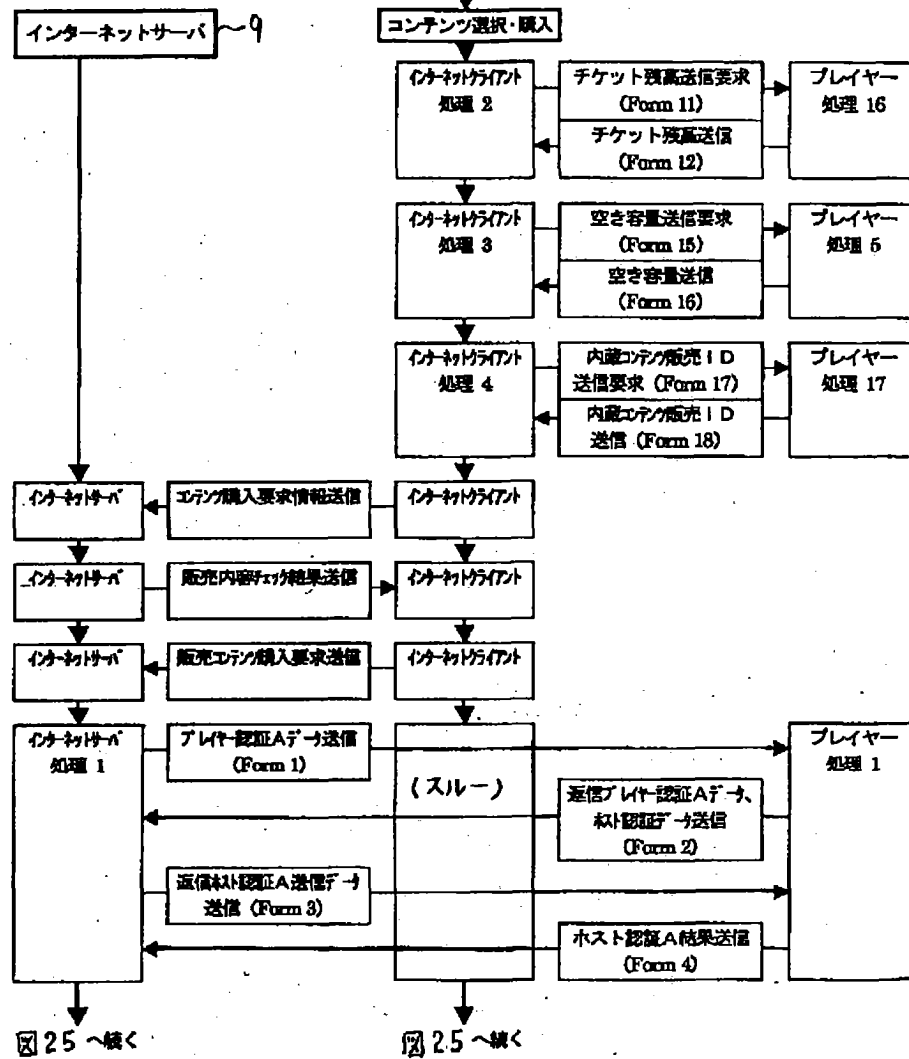 インターネットサーバ
9
コンテンツ選択・購入
インターネットクライアント
処理 2
チケット残高送信要求
(Form 11)
チケット残高送信
(Form 12)
プレイヤー
処理 16
インターネットクライアント
処理 3
空き容量送信要求
(Form 15)
空き容量送信
(Form 16)
プレイヤー
処理 5
インターネットクライアント
処理 4
内蔵コンテンツ販売ＩＤ
送信要求 (Form 17)
内蔵コンテンツ販売ＩＤ
送信 (Form 18)
プレイヤー
処理 17
インターネットサーバ
コンテンツ購入要求情報送信
インターネットクライアント
インターネットサーバ
販売内容チェック結果送信
インターネットクライアント
インターネットサーバ
販売コンテンツ購入要求送信
インターネットクライアント
インターネットサーバ
処理 1
プレイヤー認証Aデータ送信
(Form 1)
(スルー)
プレイヤー
処理 1
返信プレイヤー認証Aデータ、
ホスト認証データ送信
(Form 2)
返信ホスト認証A送信データ
送信 (Form 3)
ホスト認証A結果送信
(Form 4)
図25 へ続く
図25 へ続く